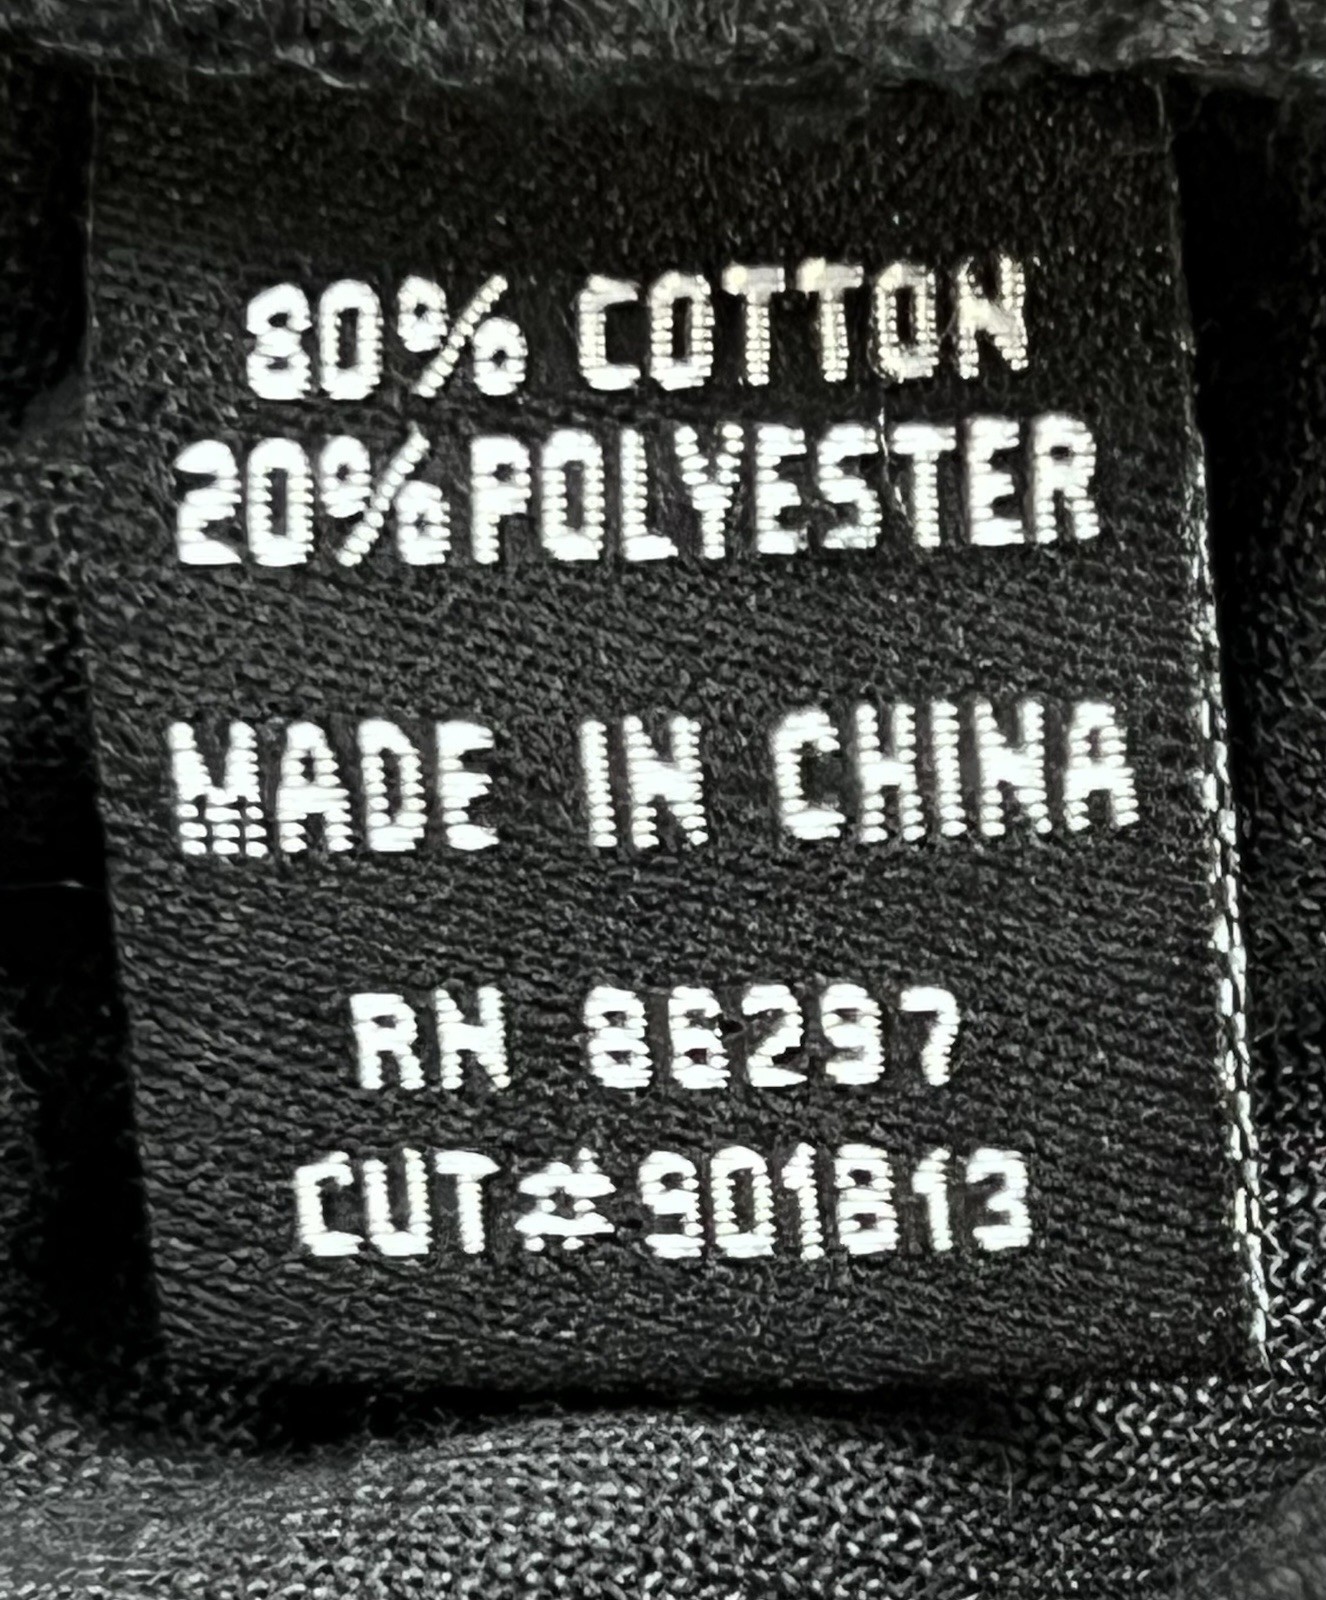 80% COTTON
20% POLYESTER
MADE IN CHINA
RN 86297
CUT# 901813